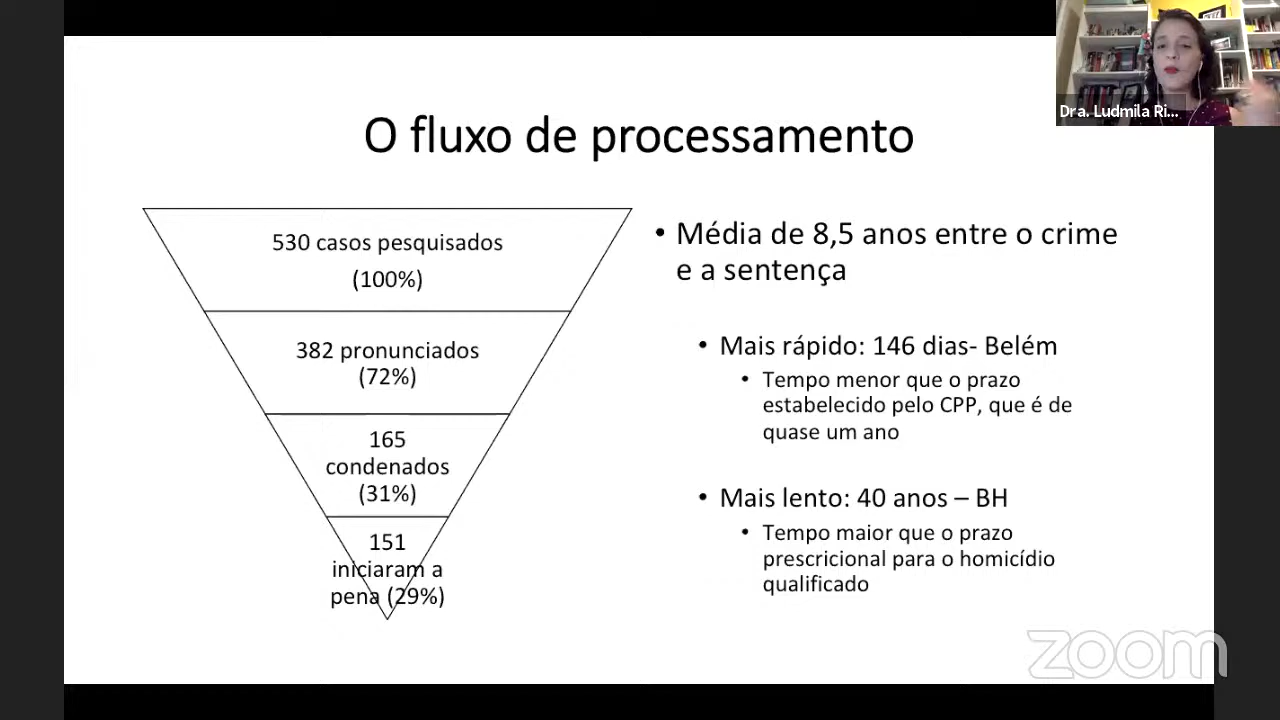 Dra. Ludmila Ri...
O fluxo de processamento
530 casos pesquisados
(100%)
382 pronunciados
(72%)
165
condenados
(31%)
151
iniciaram a
pena (29%)
• Média de 8,5 anos entre o crime
e a sentença
• Mais rápido: 146 dias- Belém
• Tempo menor que o prazo
estabelecido pelo CPP, que é de
quase um ano
• Mais lento: 40 anos – BH
• Tempo maior que o prazo
prescricional para o homicídio
qualificado
zoom